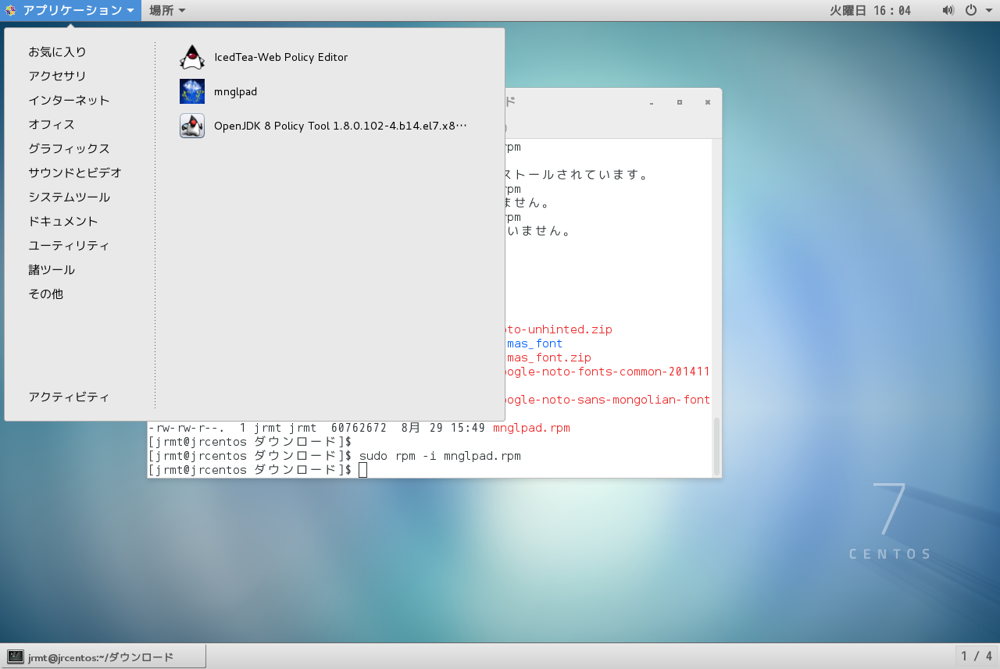 アプリケーション 場所 火曜日 16:04
お気に入り
アクセサリ
インターネット
オフィス
グラフィックス
サウンドとビデオ
システムツール
ドキュメント
ユーティリティ
諸ツール
その他
アクティビティ
IcedTea-Web Policy Editor
mnglpad
OpenJDK 8 Policy Tool 1.8.0.102-4.b14.el7.x8…
ド
)
rpm
ストールされています。
rpm
ません。
rpm
いません。
oto-unhinted.zip
mas_font
mas_font.zip
oogle-noto-fonts-common-201411
oogle-noto-sans-mongolian-font
-rw-rw-r--. 1 jrmt jrmt 60762672 8月 29 15:49 mnglpad.rpm
[jrmt@jrcentos ダウンロード]$
[jrmt@jrcentos ダウンロード]$ sudo rpm -i mnglpad.rpm
[jrmt@jrcentos ダウンロード]$
7
CENTOS
jrmt@jrcentos:~/ダウンロード
1 / 4